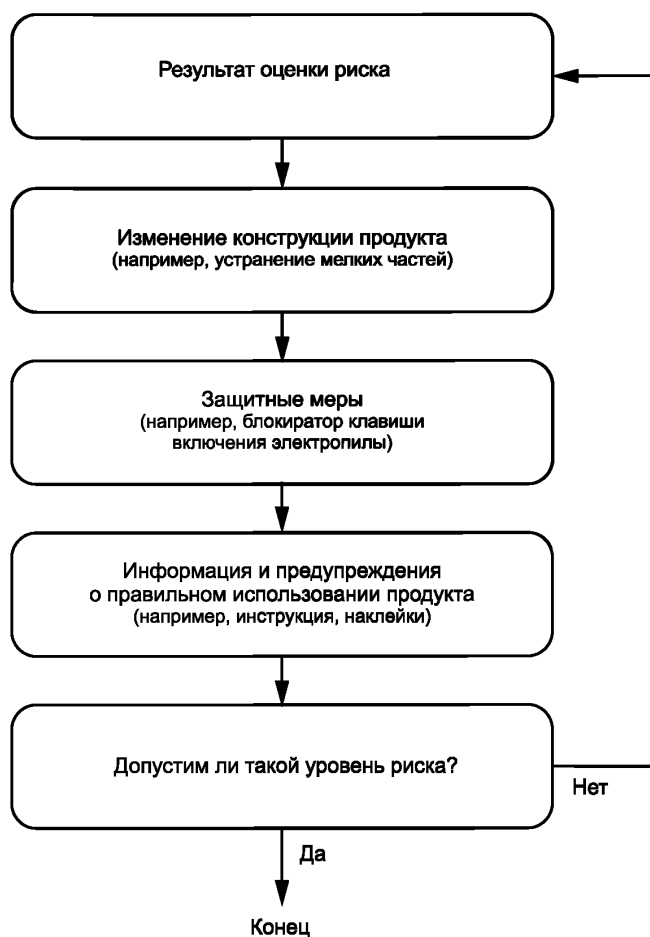 Результат оценки риска
Изменение конструкции продукта
(например, устранение мелких частей)
Защитные меры
(например, блокиратор клавиши
включения электропилы)
Информация и предупреждения
о правильном использовании продукта
(например, инструкция, наклейки)
Допустим ли такой уровень риска?
Нет
Да
Конец